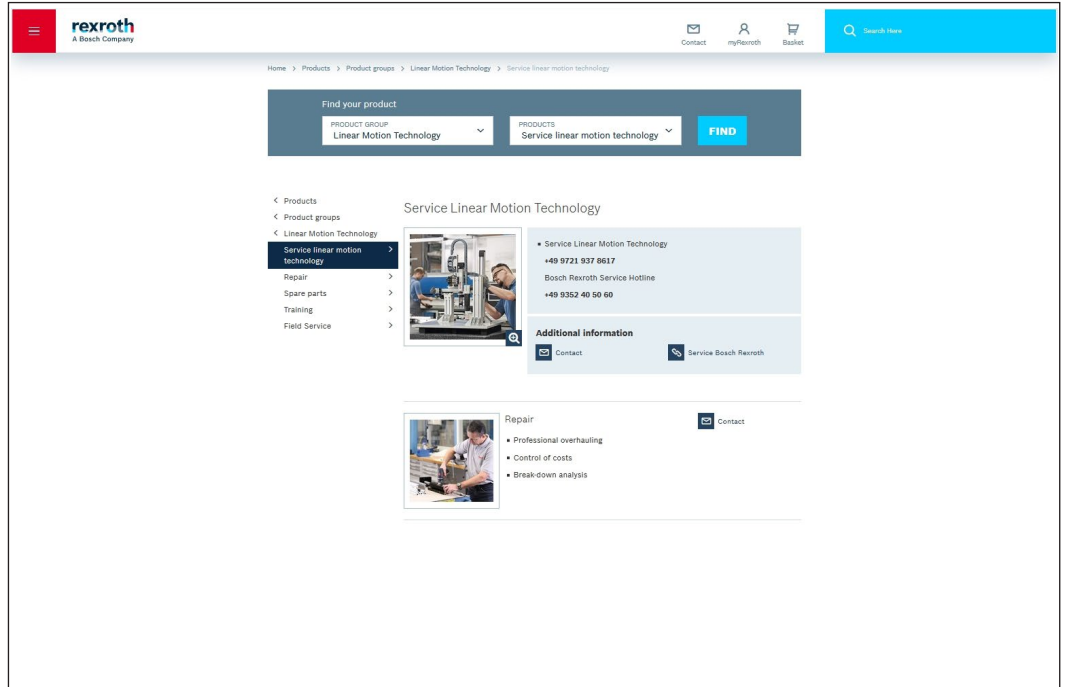 rexroth
A Bosch Company
Contact
myRexroth
Basket
Search Here
Home > Products > Product groups > Linear Motion Technology > Service linear motion technology
Find your product
PRODUCT GROUP
Linear Motion Technology
PRODUCTS
Service linear motion technology
FIND
< Products
< Product groups
< Linear Motion Technology
Service linear motion technology >
Repair >
Spare parts >
Training >
Field Service >
Service Linear Motion Technology
▪ Service Linear Motion Technology
+49 9721 937 8617
Bosch Rexroth Service Hotline
+49 9352 40 50 60
Additional information
Contact
Service Bosch Rexroth
Repair
▪ Professional overhauling
▪ Control of costs
▪ Break-down analysis
Contact